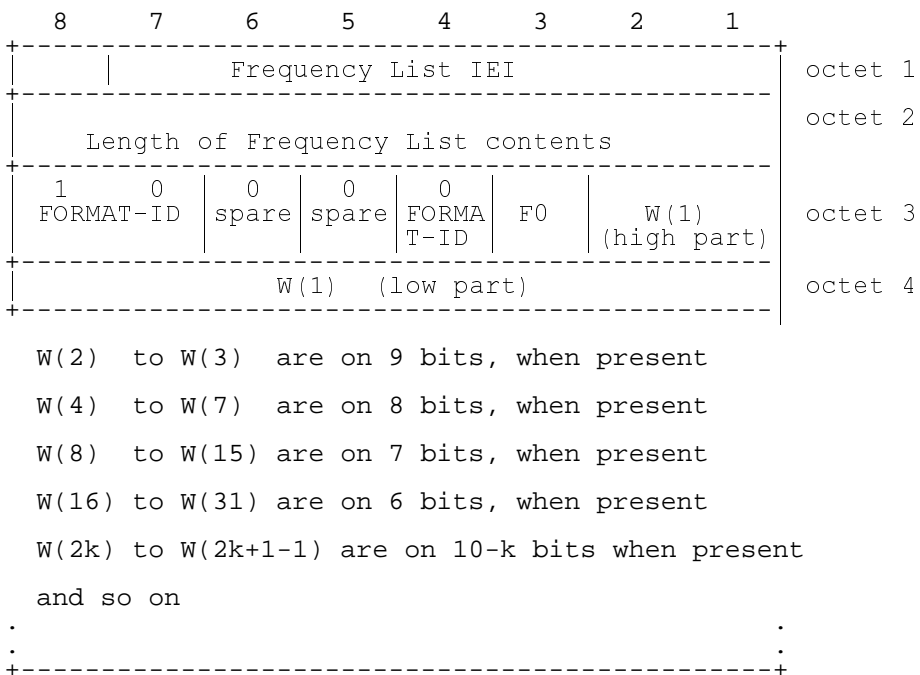 8 7 6 5 4 3 2 1
Frequency List IEI octet 1
octet 2
Length of Frequency List contents
1 0 0 0 0
FORMAT-ID spare spare FORMA F0 W(1) octet 3
T-ID (high part)
W(1) (low part) octet 4
W(2) to W(3) are on 9 bits, when present
W(4) to W(7) are on 8 bits, when present
W(8) to W(15) are on 7 bits, when present
W(16) to W(31) are on 6 bits, when present
W(2k) to W(2k+1-1) are on 10-k bits when present
and so on
. .
. .